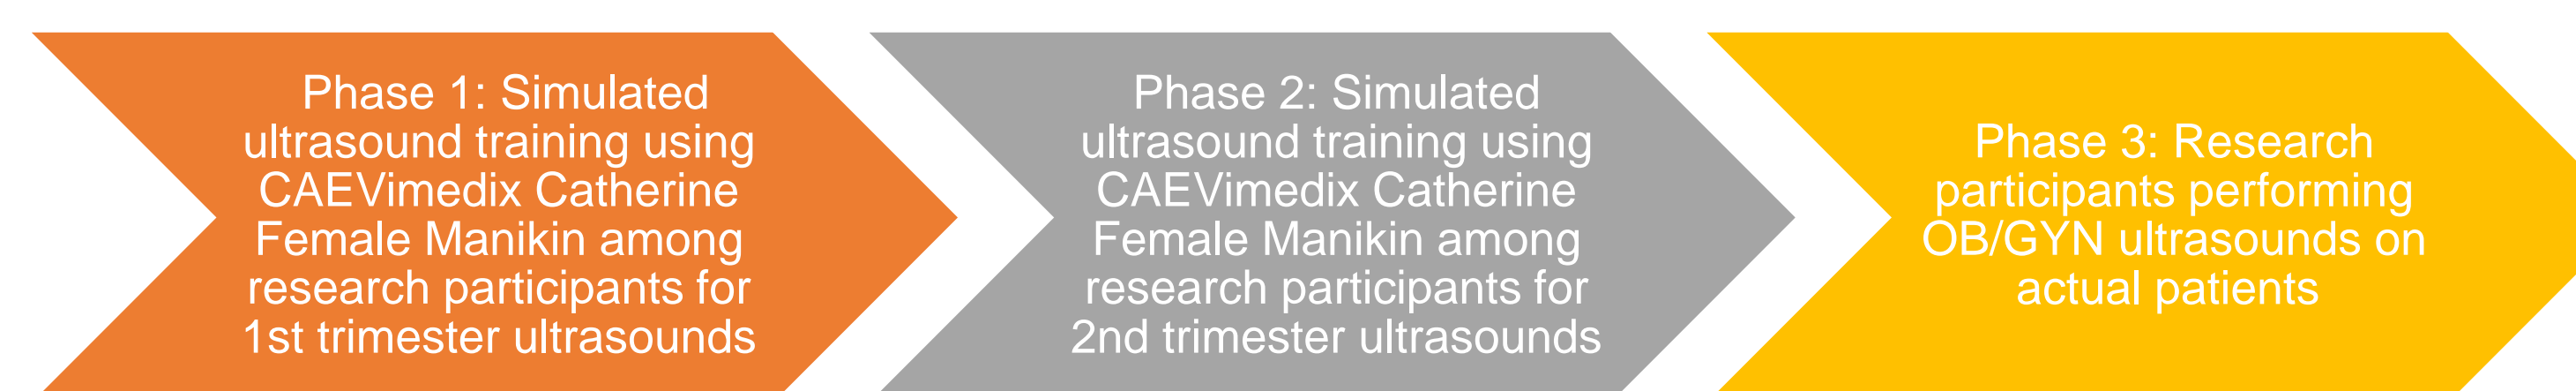 Phase 1: Simulated
ultrasound training using
CAEVimedix Catherine
Female Manikin among
research participants for
1st trimester ultrasounds
Phase 2: Simulated
ultrasound training using
CAEVimedix Catherine
Female Manikin among
research participants for
2nd trimester ultrasounds
Phase 3: Research
participants performing
OB/GYN ultrasounds on
actual patients